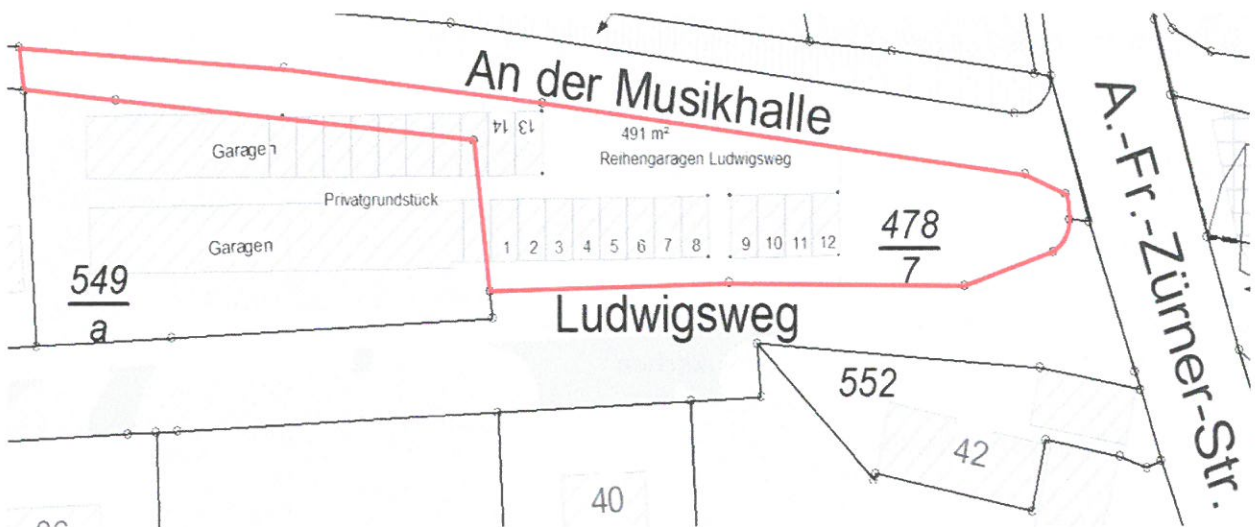 An der Musikhalle
A.-Fr.-Zürner-Str.
14 13
491 m²
Garagen
Reihengaragen Ludwigsweg
Privatgrundstuck
478
7
Garagen
1 2 3 4 5 6 7 8 9 10 11 12
549
a
Ludwigsweg
552
42
40